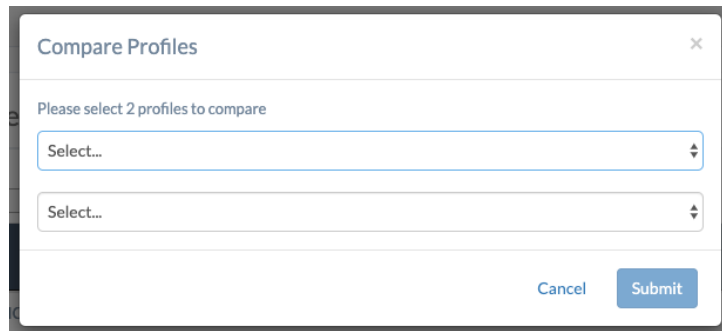 Compare Profiles
×
Please select 2 profiles to compare
Select...
Select...
Cancel
Submit